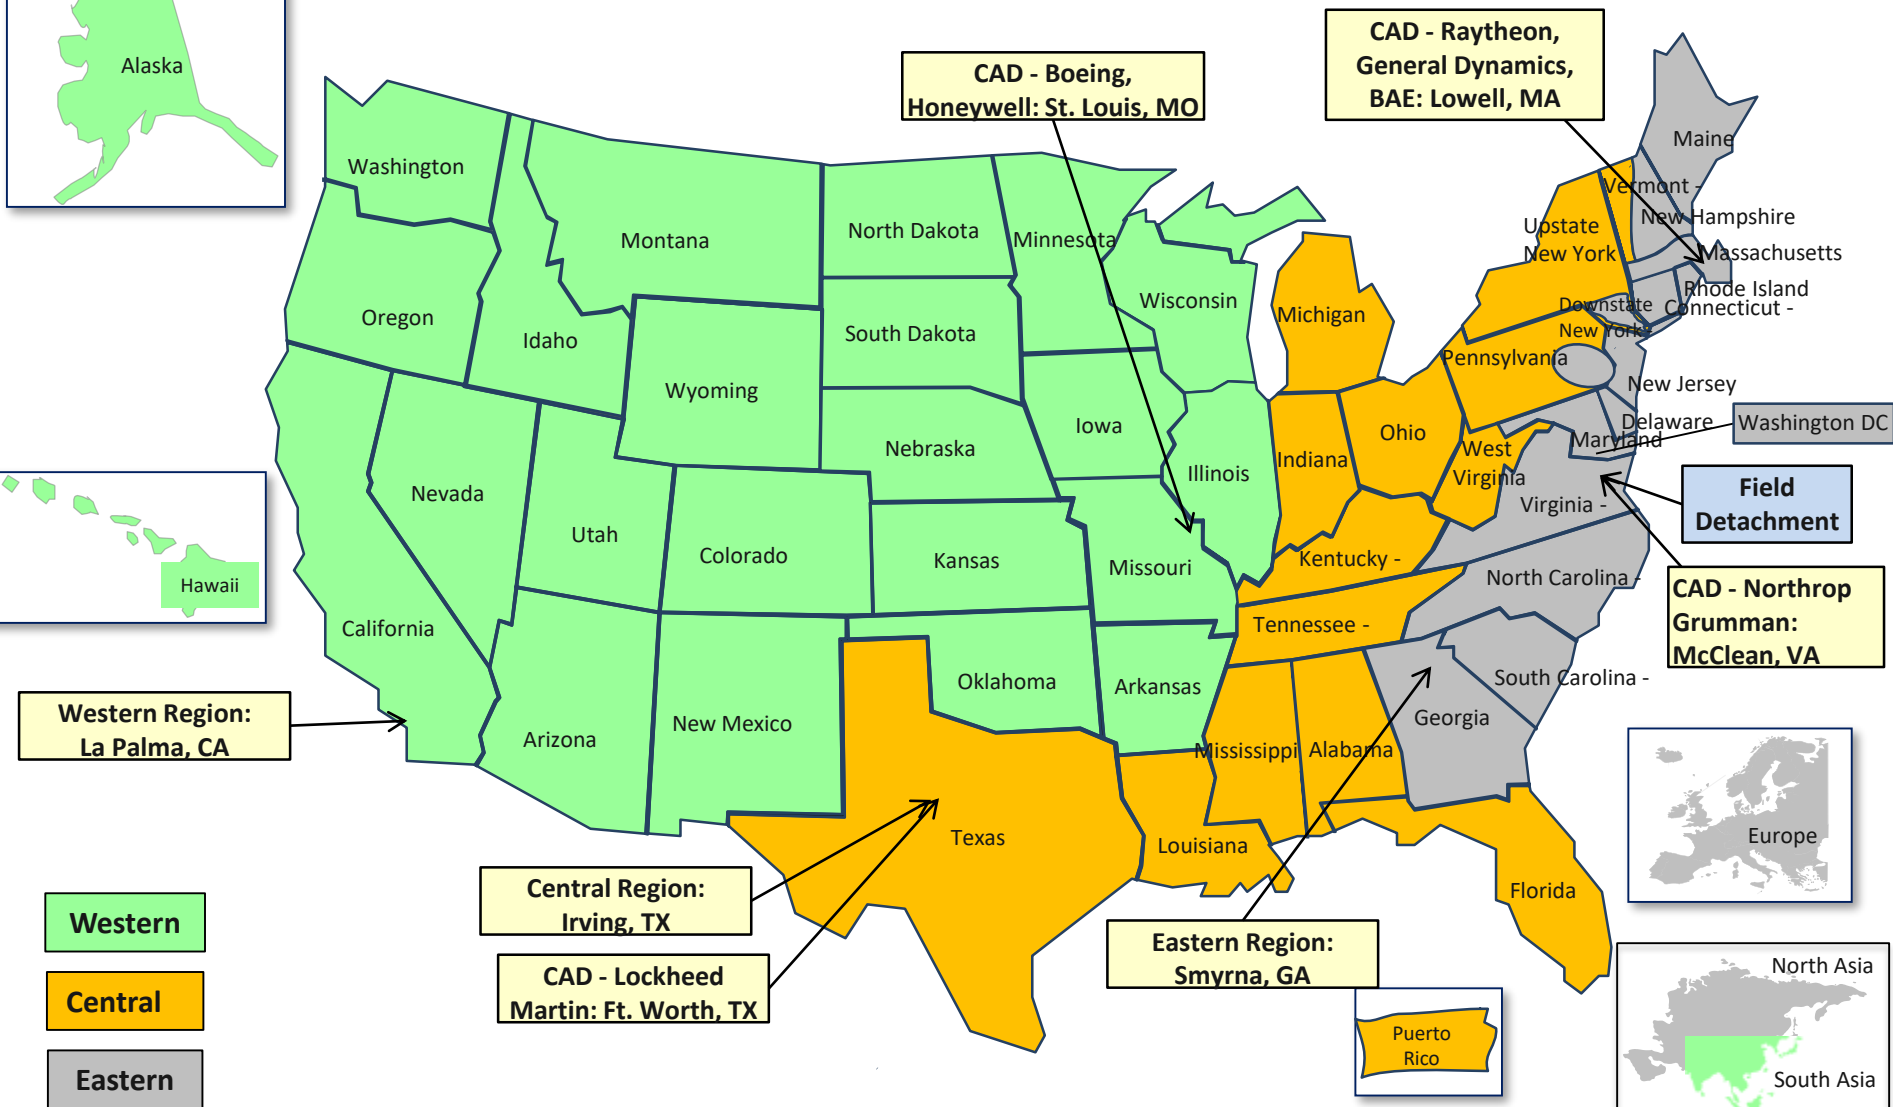 Alaska
CAD - Boeing,
Honeywell: St. Louis, MO
CAD - Raytheon,
General Dynamics,
BAE: Lowell, MA
Washington
Oregon
Idaho
Montana
North Dakota
Minnesota
South Dakota
Wisconsin
Wyoming
Nebraska
Iowa
Illinois
Nevada
Utah
Colorado
Kansas
Missouri
California
Arizona
New Mexico
Oklahoma
Arkansas
Hawaii
Michigan
Indiana
Ohio
Kentucky -
Tennessee -
West
Virginia
Pennsylvania
Upstate
New York
Downstate
New York -
Maine
Vermont -
New Hampshire
Massachusetts
Rhode Island
Connecticut -
New Jersey
Delaware
Maryland
Washington DC
Virginia -
North Carolina -
South Carolina -
Georgia
Mississippi
Alabama
Louisiana
Texas
Florida
Field
Detachment
CAD - Northrop
Grumman:
McClean, VA
Western Region:
La Palma, CA
Central Region:
Irving, TX
CAD - Lockheed
Martin: Ft. Worth, TX
Eastern Region:
Smyrna, GA
Puerto
Rico
Europe
North Asia
South Asia
Western
Central
Eastern